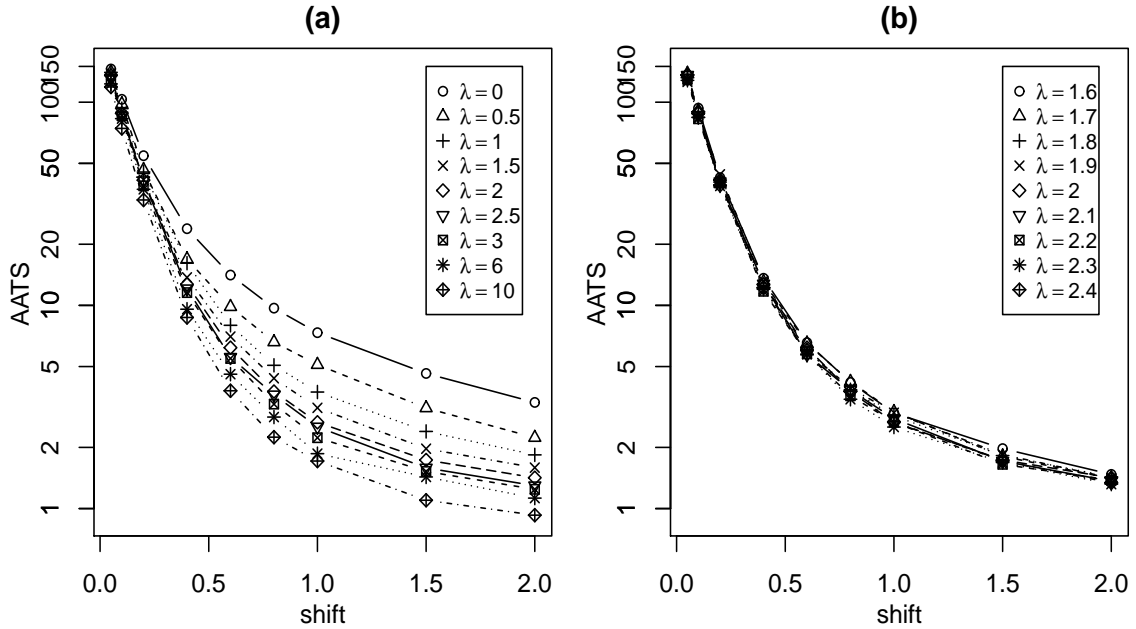 (a)
AATS
150
100
50
20
10
5
2
1
0.0 0.5 1.0 1.5 2.0
shift
λ = 0
λ = 0.5
λ = 1
λ = 1.5
λ = 2
λ = 2.5
λ = 3
λ = 6
λ = 10
(b)
AATS
150
100
50
20
10
5
2
1
0.0 0.5 1.0 1.5 2.0
shift
λ = 1.6
λ = 1.7
λ = 1.8
λ = 1.9
λ = 2
λ = 2.1
λ = 2.2
λ = 2.3
λ = 2.4